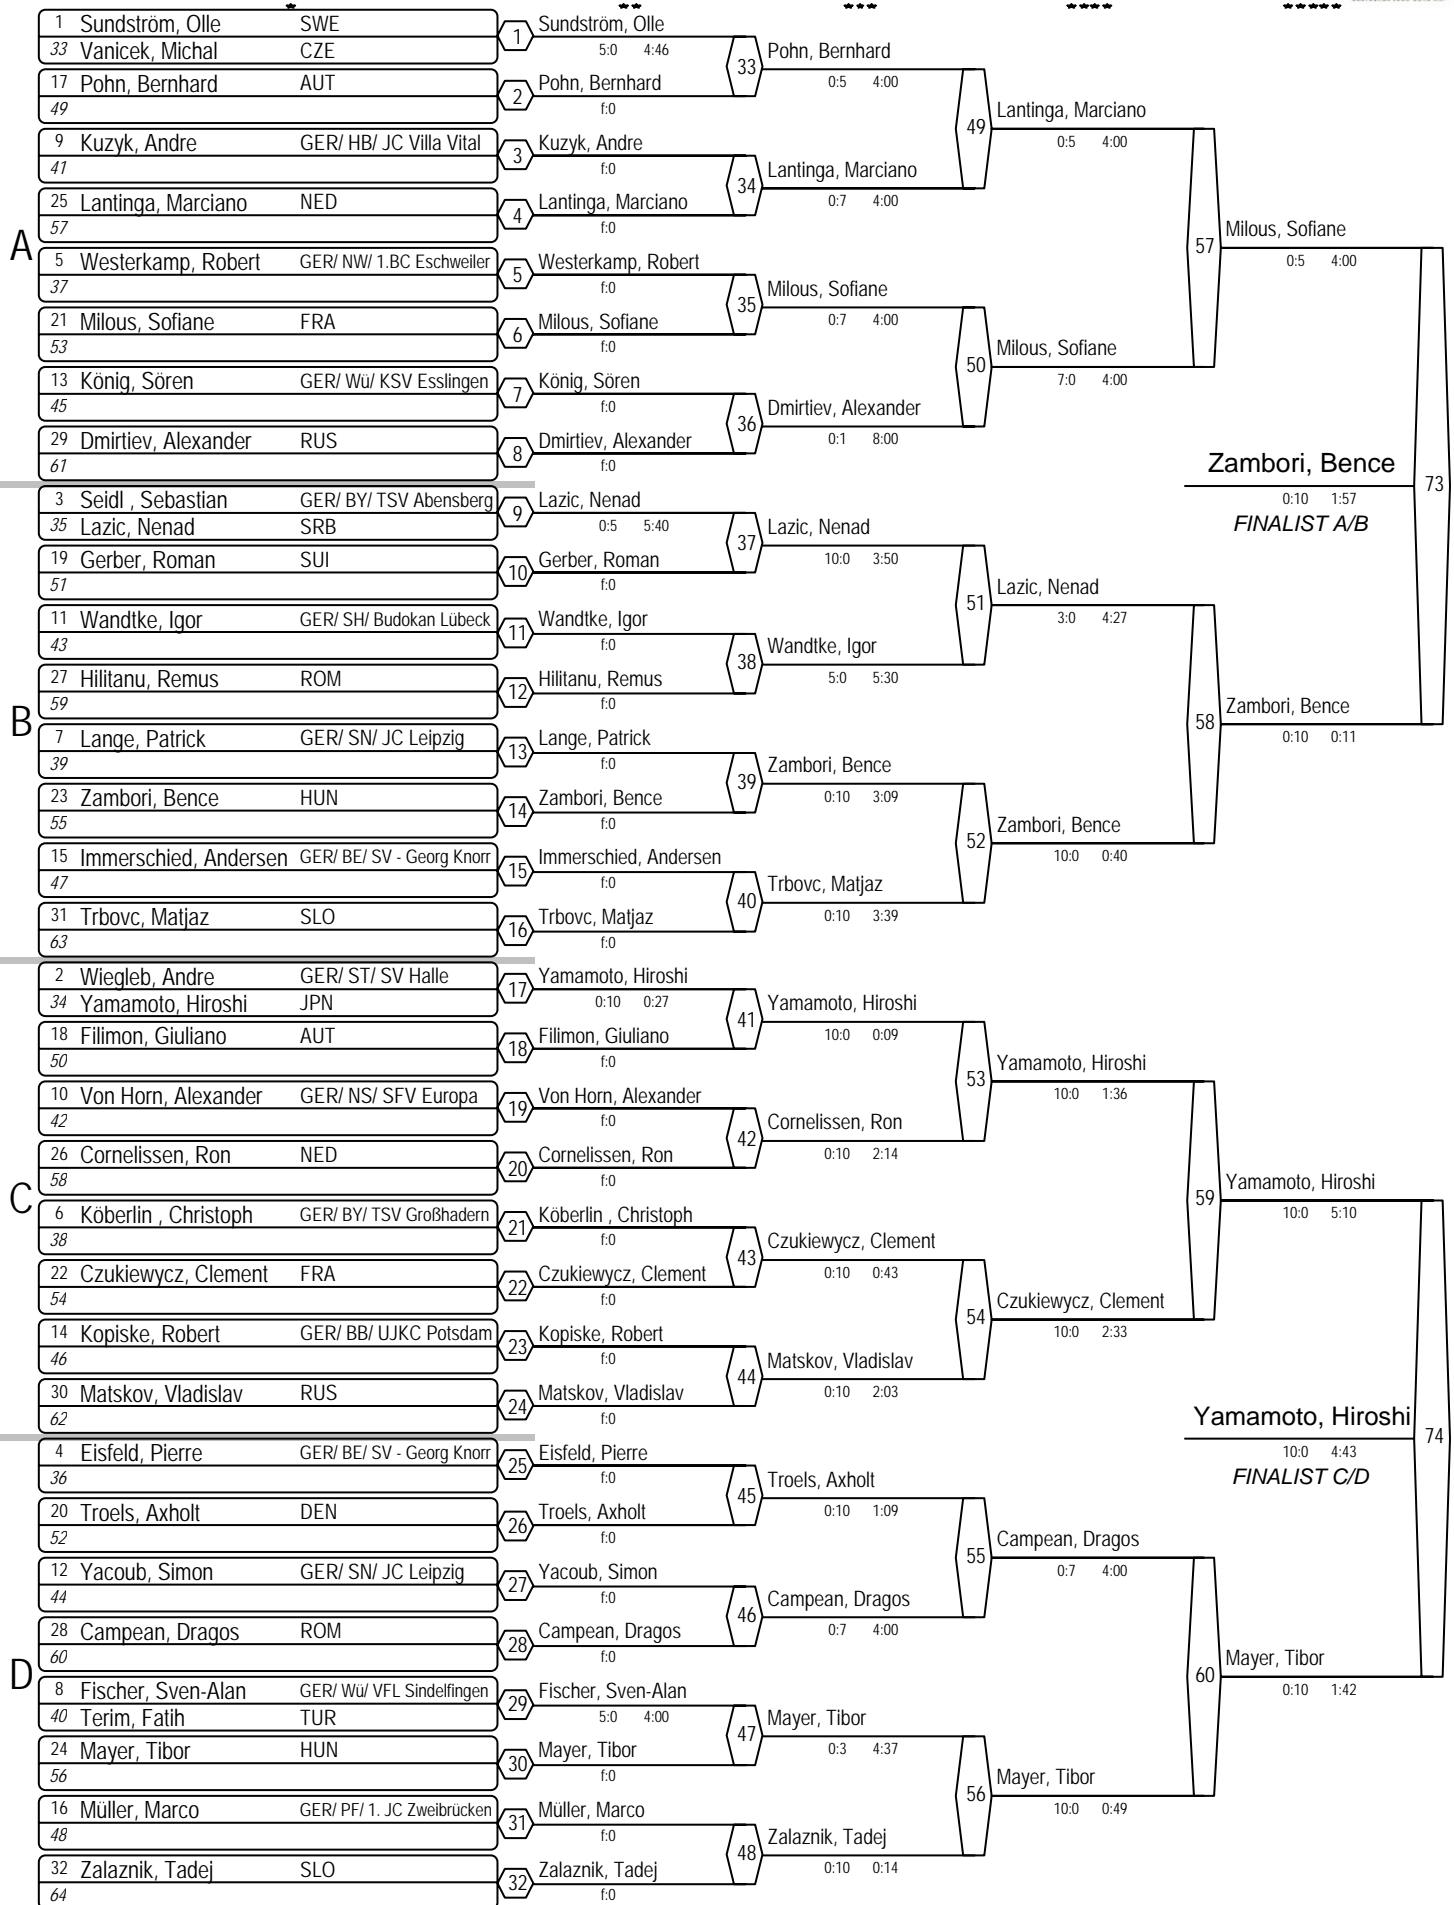 * ** *** **** *****
1 Sundström, Olle SWE
33 Vanicek, Michal CZE
1 Sundström, Olle
5:0 4:46
17 Pohn, Bernhard AUT
49
2 Pohn, Bernhard
f:0
33 Pohn, Bernhard
0:5 4:00
9 Kuzyk, Andre GER/ HB/ JC Villa Vital
41
3 Kuzyk, Andre
f:0
25 Lantinga, Marciano NED
57
4 Lantinga, Marciano
f:0
34 Lantinga, Marciano
0:7 4:00
49 Lantinga, Marciano
0:5 4:00
A
5 Westerkamp, Robert GER/ NW/ 1.BC Eschweiler
37
5 Westerkamp, Robert
f:0
21 Milous, Sofiane FRA
53
6 Milous, Sofiane
f:0
35 Milous, Sofiane
0:7 4:00
13 König, Sören GER/ Wü/ KSV Esslingen
45
7 König, Sören
f:0
29 Dmirtiev, Alexander RUS
61
8 Dmirtiev, Alexander
f:0
36 Dmirtiev, Alexander
0:1 8:00
50 Milous, Sofiane
7:0 4:00
57 Milous, Sofiane
0:5 4:00
3 Seidl , Sebastian GER/ BY/ TSV Abensberg
35 Lazic, Nenad SRB
9 Lazic, Nenad
0:5 5:40
19 Gerber, Roman SUI
51
10 Gerber, Roman
f:0
37 Lazic, Nenad
10:0 3:50
11 Wandtke, Igor GER/ SH/ Budokan Lübeck
43
11 Wandtke, Igor
f:0
27 Hilitanu, Remus ROM
59
12 Hilitanu, Remus
f:0
38 Wandtke, Igor
5:0 5:30
51 Lazic, Nenad
3:0 4:27
B
7 Lange, Patrick GER/ SN/ JC Leipzig
39
13 Lange, Patrick
f:0
23 Zambori, Bence HUN
55
14 Zambori, Bence
f:0
39 Zambori, Bence
0:10 3:09
15 Immerschied, Andersen GER/ BE/ SV - Georg Knorr
47
15 Immerschied, Andersen
f:0
31 Trbovc, Matjaz SLO
63
16 Trbovc, Matjaz
f:0
40 Trbovc, Matjaz
0:10 3:39
52 Zambori, Bence
10:0 0:40
58 Zambori, Bence
0:10 0:11
Zambori, Bence 73
0:10 1:57
FINALIST A/B
2 Wiegleb, Andre GER/ ST/ SV Halle
34 Yamamoto, Hiroshi JPN
17 Yamamoto, Hiroshi
0:10 0:27
18 Filimon, Giuliano AUT
50
18 Filimon, Giuliano
f:0
41 Yamamoto, Hiroshi
10:0 0:09
10 Von Horn, Alexander GER/ NS/ SFV Europa
42
19 Von Horn, Alexander
f:0
26 Cornelissen, Ron NED
58
20 Cornelissen, Ron
f:0
42 Cornelissen, Ron
0:10 2:14
53 Yamamoto, Hiroshi
10:0 1:36
C
6 Köberlin , Christoph GER/ BY/ TSV Großhadern
38
21 Köberlin , Christoph
f:0
22 Czukiewycz, Clement FRA
54
22 Czukiewycz, Clement
f:0
43 Czukiewycz, Clement
0:10 0:43
14 Kopiske, Robert GER/ BB/ UJKC Potsdam
46
23 Kopiske, Robert
f:0
30 Matskov, Vladislav RUS
62
24 Matskov, Vladislav
f:0
44 Matskov, Vladislav
0:10 2:03
54 Czukiewycz, Clement
10:0 2:33
59 Yamamoto, Hiroshi
10:0 5:10
4 Eisfeld, Pierre GER/ BE/ SV - Georg Knorr
36
25 Eisfeld, Pierre
f:0
20 Troels, Axholt DEN
52
26 Troels, Axholt
f:0
45 Troels, Axholt
0:10 1:09
12 Yacoub, Simon GER/ SN/ JC Leipzig
44
27 Yacoub, Simon
f:0
28 Campean, Dragos ROM
60
28 Campean, Dragos
f:0
46 Campean, Dragos
0:7 4:00
55 Campean, Dragos
0:7 4:00
D
8 Fischer, Sven-Alan GER/ Wü/ VFL Sindelfingen
40 Terim, Fatih TUR
29 Fischer, Sven-Alan
5:0 4:00
24 Mayer, Tibor HUN
56
30 Mayer, Tibor
f:0
47 Mayer, Tibor
0:3 4:37
16 Müller, Marco GER/ PF/ 1. JC Zweibrücken
48
31 Müller, Marco
f:0
32 Zalaznik, Tadej SLO
64
32 Zalaznik, Tadej
f:0
48 Zalaznik, Tadej
0:10 0:14
56 Mayer, Tibor
10:0 0:49
60 Mayer, Tibor
0:10 1:42
Yamamoto, Hiroshi 74
10:0 4:43
FINALIST C/D